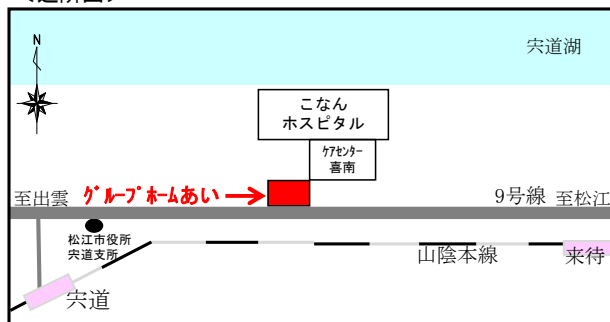 N
宍道湖
こなん
ホスピタル
ｹｱｾﾝﾀｰ
喜南
至出雲
ｸﾞﾙｰﾌﾟﾎｰﾑあい
9号線
至松江
松江市役所
宍道支所
山陰本線
来待
宍道